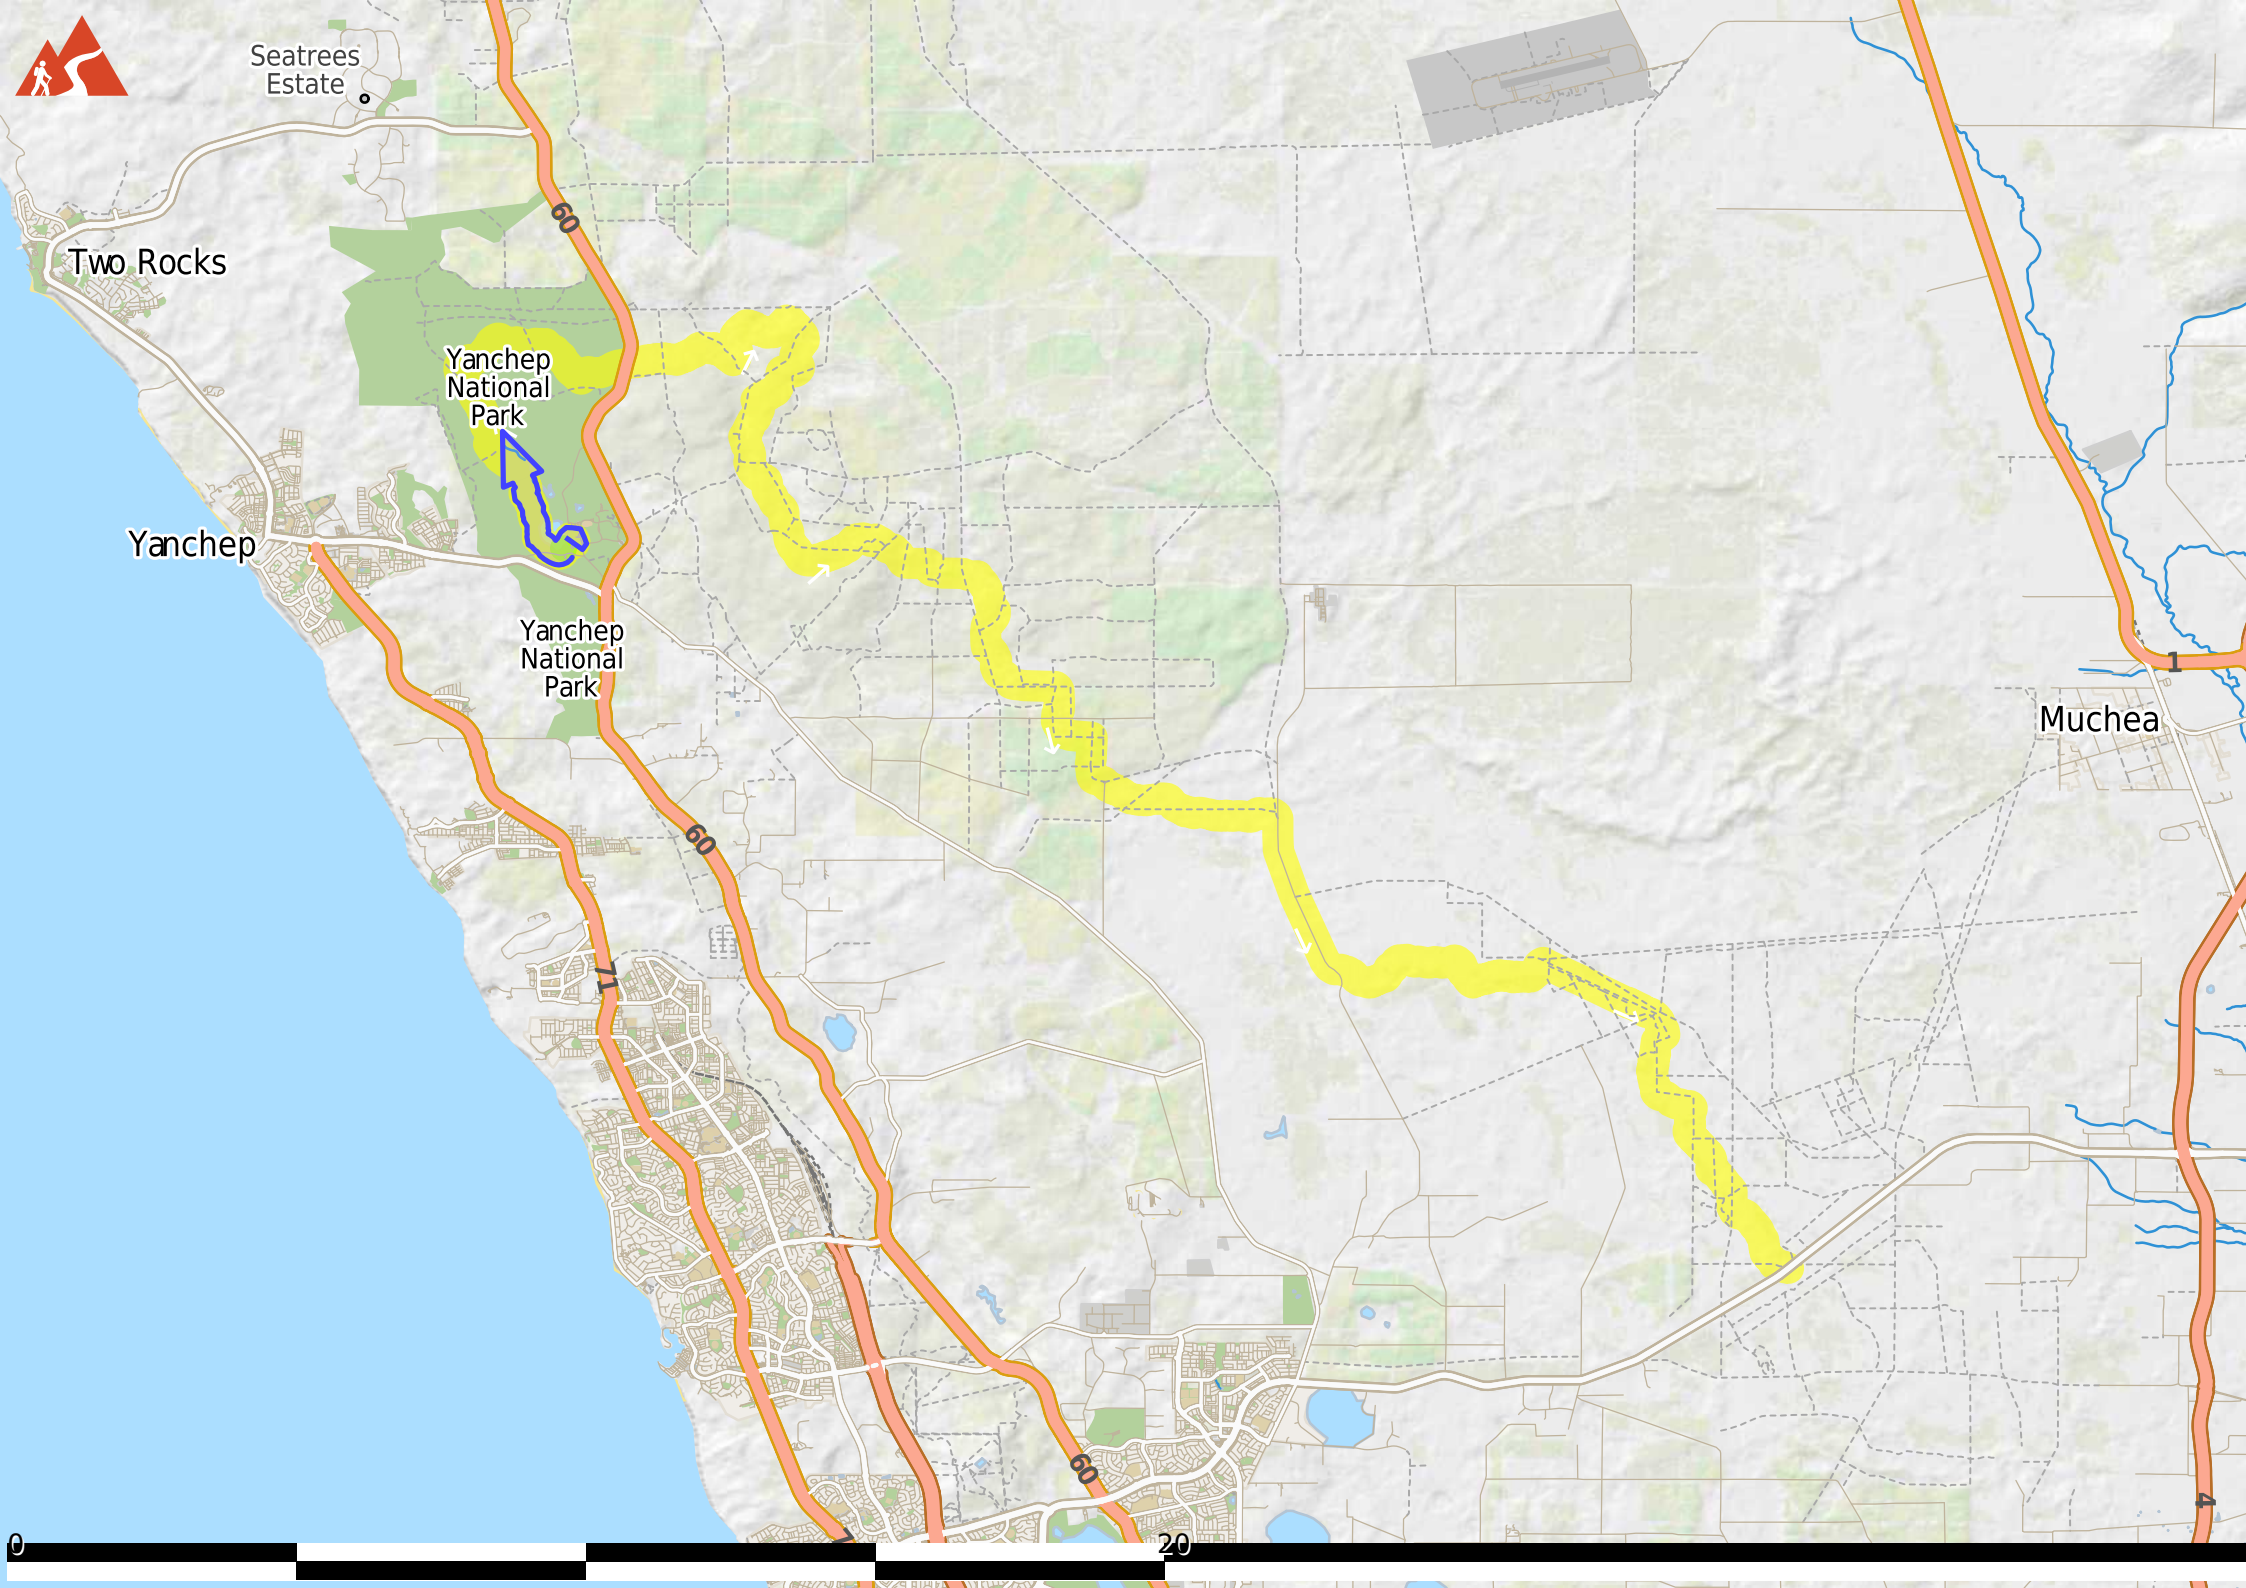 Seatrees
Estate
60
Two Rocks
Yanchep
National
Park
Yanchep
Yanchep
National
Park
1
Muchea
60
71
60
4
0
20